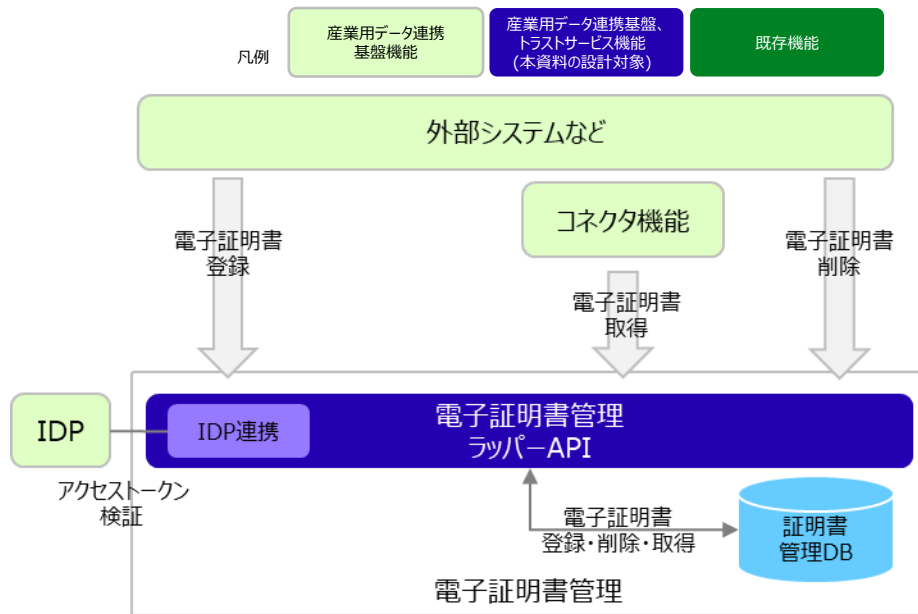 凡例
産業用データ連携
基盤機能
産業用データ連携基盤、
トラストサービス機能
(本資料の設計対象)
既存機能
外部システムなど
電子証明書
登録
コネクタ機能
電子証明書
取得
電子証明書
削除
IDP
IDP連携
電子証明書管理
ラッパーAPI
アクセストークン
検証
電子証明書
登録・削除・取得
証明書
管理DB
電子証明書管理